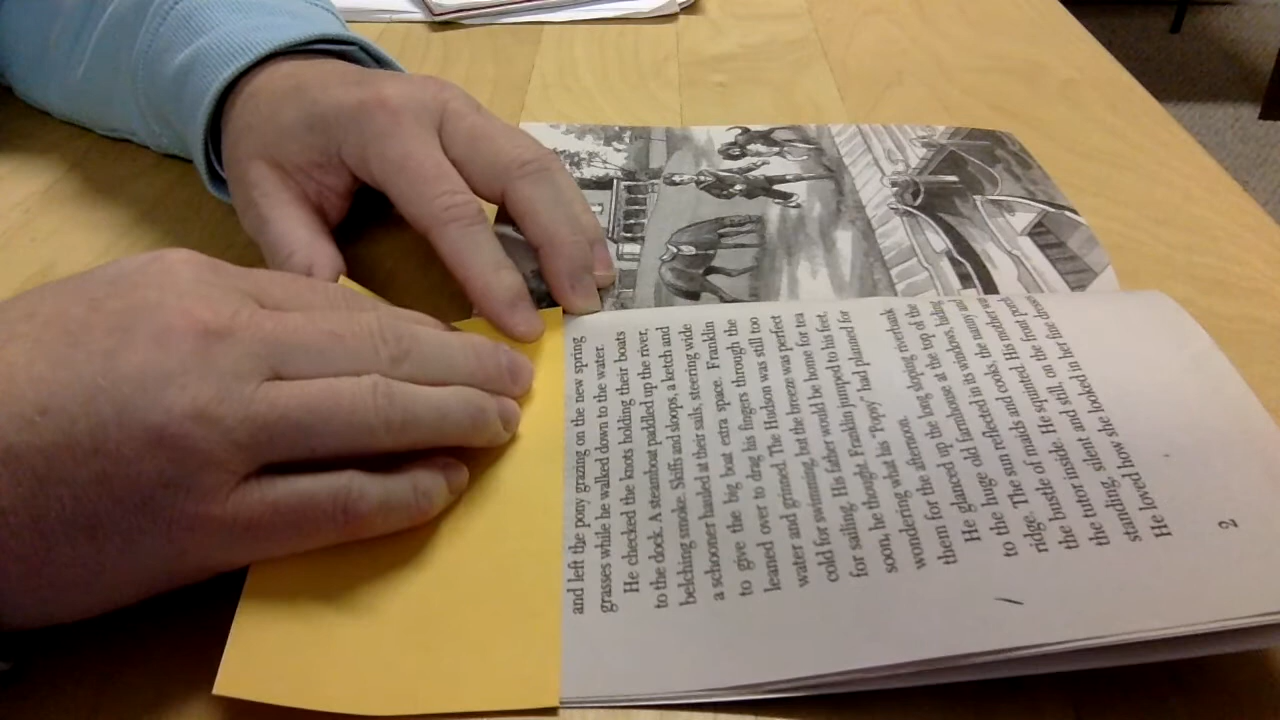 and left the pony grazing on the new spring
grasses while he walked down to the water.
He checked the knots holding their boats
to the dock. A steamboat paddled up the river,
belching smoke. Skiffs and sloops, a ketch and
a schooner hauled at their sails, steering wide
to give the big boat extra space. Franklin
leaned over to drag his fingers through the
water and grinned. The Hudson was still too
cold for swimming, but the breeze was perfect
for sailing. His father would be home for tea
soon, he thought. Franklin jumped to his feet,
wondering what his "Popsy" had planned for
them for the afternoon.
He glanced up the long sloping riverbank
to the huge old farmhouse at the top of the
ridge. The sun reflected in its windows, hiding
the bustle of maids and cooks, the nanny and
the tutor inside. He squinted. His mother was
standing, silent and still, on the front porch.
He loved how she looked in her fine dresses
2